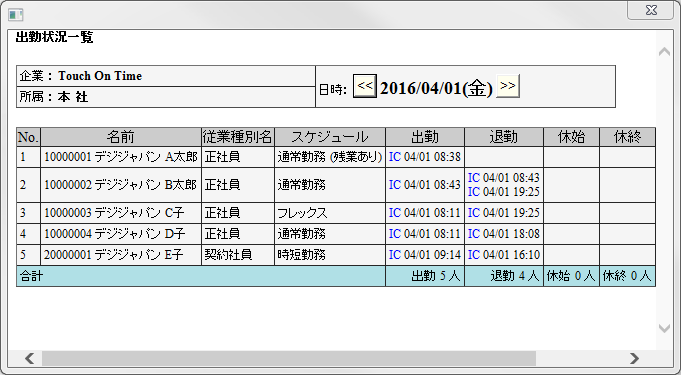 出勤状況一覧
企業： Touch On Time
所属： 本 社
日時: << 2016/04/01(金) >>
No. 名前 従業種別名 スケジュール 出勤 退勤 休始 休終
1 10000001 デジジャパン A太郎 正社員 通常勤務 (残業あり) IC 04/01 08:38
2 10000002 デジジャパン B太郎 正社員 通常勤務 IC 04/01 08:43 IC 04/01 08:43
IC 04/01 19:25
3 10000003 デジジャパン C子 正社員 フレックス IC 04/01 08:11 IC 04/01 19:25
4 10000004 デジジャパン D子 正社員 通常勤務 IC 04/01 08:11 IC 04/01 18:08
5 20000001 デジジャパン E子 契約社員 時短勤務 IC 04/01 09:14 IC 04/01 16:10
合計 出勤 5 人 退勤 4 人 休始 0 人 休終 0 人